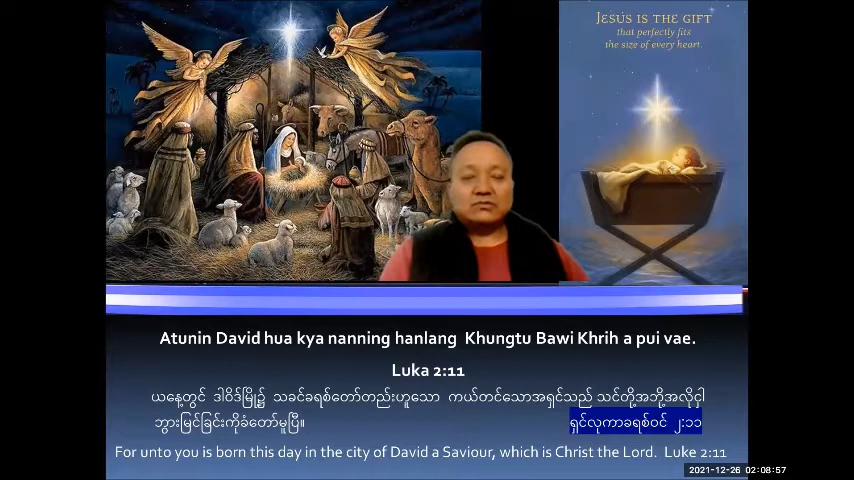 JESUS IS THE GIFT
that perfectly fits
the size of every heart.
Atunin David hua kya nanning hanlang Khungtu Bawi Khrih a pui vae.
Luka 2:11
ယနေ့တွင် ဒါဝိဒ်မြို့၌ သခင်ခရစ်တော်တည်းဟူသော ကယ်တင်သောအရှင်သည် သင်တို့အဘို့အလိုငှါ
ဘွားမြင်ခြင်းကိုခံတော်မူပြီ။ ရှင်လုကာခရစ်ဝင် ၂:၁၁
For unto you is born this day in the city of David a Saviour, which is Christ the Lord. Luke 2:11
2021-12-26 02:08:57